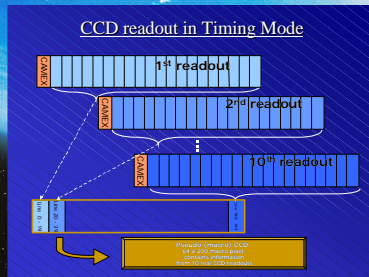 CCD readout in Timing Mode
CAMEX
1st readout
CAMEX
2nd readout
CAMEX
10th readout
Pseudo (macro) CCD
64 x 200 macro pixel
contains information
from 10 real CCD readouts